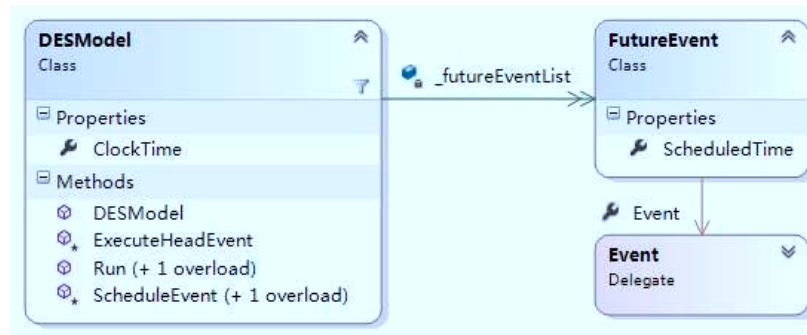 DESModel
Class
Properties
ClockTime
Methods
DESModel
ExecuteHeadEvent
Run (+ 1 overload)
ScheduleEvent (+ 1 overload)
_futureEventList
FutureEvent
Class
Properties
ScheduledTime
Event
Event
Delegate